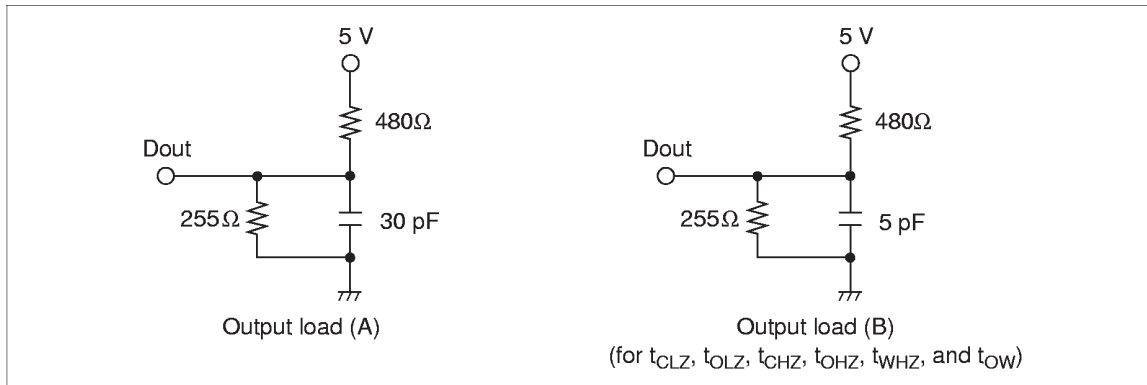 5 V
480Ω
Dout
255Ω
30 pF
Output load (A)
5 V
480Ω
Dout
255Ω
5 pF
Output load (B)
(for tCLZ, tOLZ, tCHZ, tOHZ, tWHZ, and tOW)